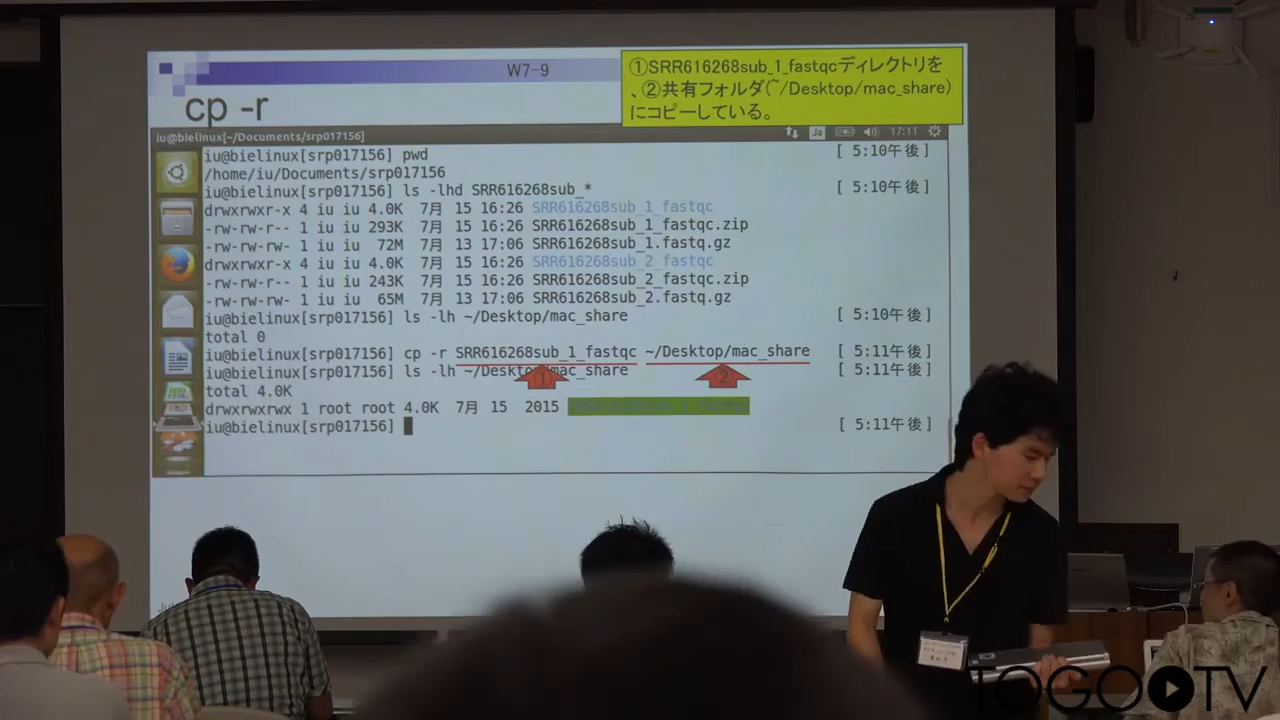 W7-9
cp -r
①SRR616268sub_1_fastqcディレクトリを
、②共有フォルダ(~/Desktop/mac_share)
にコピーしている。
iu@bielinux[~/Documents/srp017156]
Ja
17:11
iu@bielinux[srp017156] pwd [ 5:10午後]
/home/iu/Documents/srp017156
iu@bielinux[srp017156] ls -lhd SRR616268sub_* [ 5:10午後]
drwxrwxr-x 4 iu iu 4.0K 7月 15 16:26 SRR616268sub_1_fastqc
-rw-rw-r-- 1 iu iu 293K 7月 15 16:26 SRR616268sub_1_fastqc.zip
-rw-rw-rw- 1 iu iu 72M 7月 13 17:06 SRR616268sub_1.fastq.gz
drwxrwxr-x 4 iu iu 4.0K 7月 15 16:26 SRR616268sub_2_fastqc
-rw-rw-r-- 1 iu iu 243K 7月 15 16:26 SRR616268sub_2_fastqc.zip
-rw-rw-rw- 1 iu iu 65M 7月 13 17:06 SRR616268sub_2.fastq.gz
iu@bielinux[srp017156] ls -lh ~/Desktop/mac_share [ 5:10午後]
total 0
iu@bielinux[srp017156] cp -r SRR616268sub_1_fastqc ~/Desktop/mac_share [ 5:11午後]
iu@bielinux[srp017156] ls -lh ~/Desktop/mac_share [ 5:11午後]
① ②
total 4.0K
drwxrwxrwx 1 root root 4.0K 7月 15 2015
iu@bielinux[srp017156] [ 5:11午後]
TOGOTV